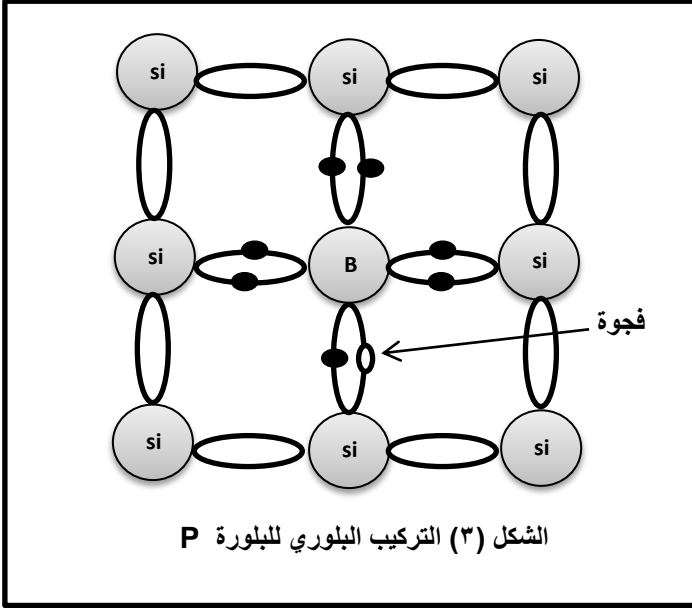 si si si
si B si
فجوة
si si si
الشكل (٣) التركيب البلوري للبلورة P